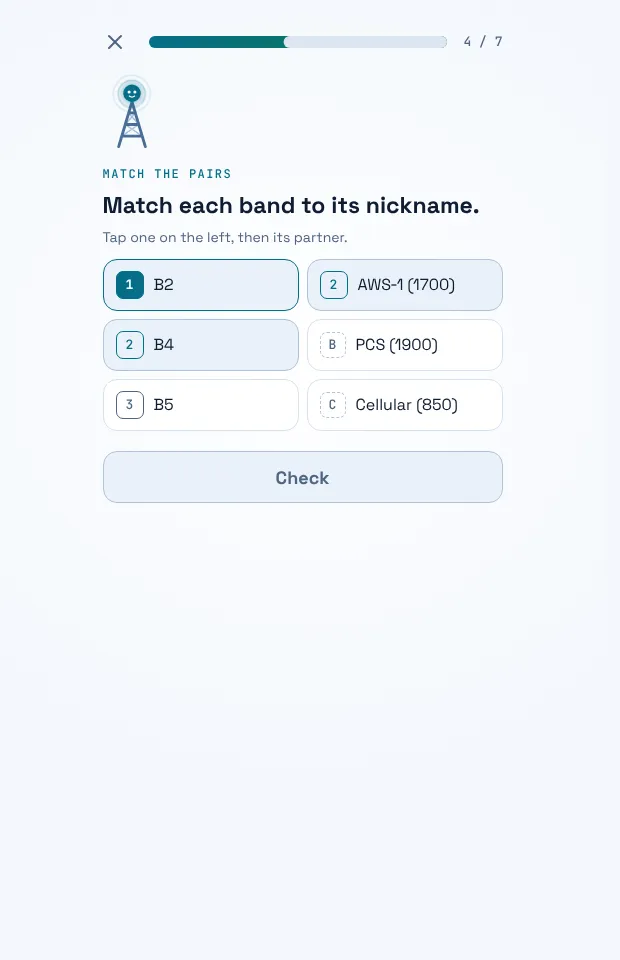 4 / 7
MATCH THE PAIRS
Match each band to its nickname.
Tap one on the left, then its partner.
1 B2
2 AWS-1 (1700)
2 B4
B PCS (1900)
3 B5
C Cellular (850)
Check